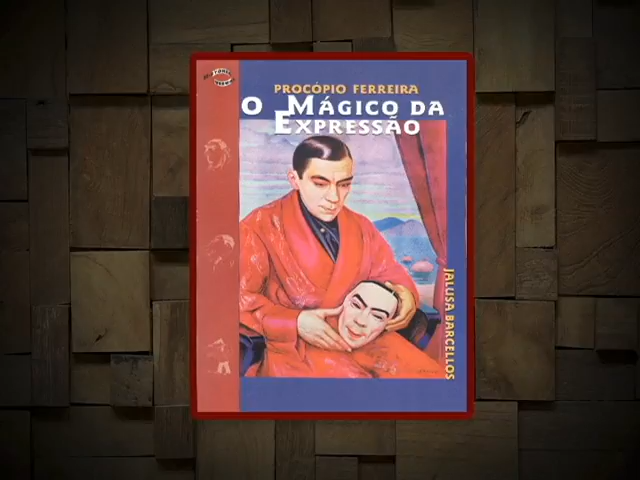 PROCÓPIO FERREIRA
O MÁGICO DA
EXPRESSÃO
JALUSA BARCELLOS